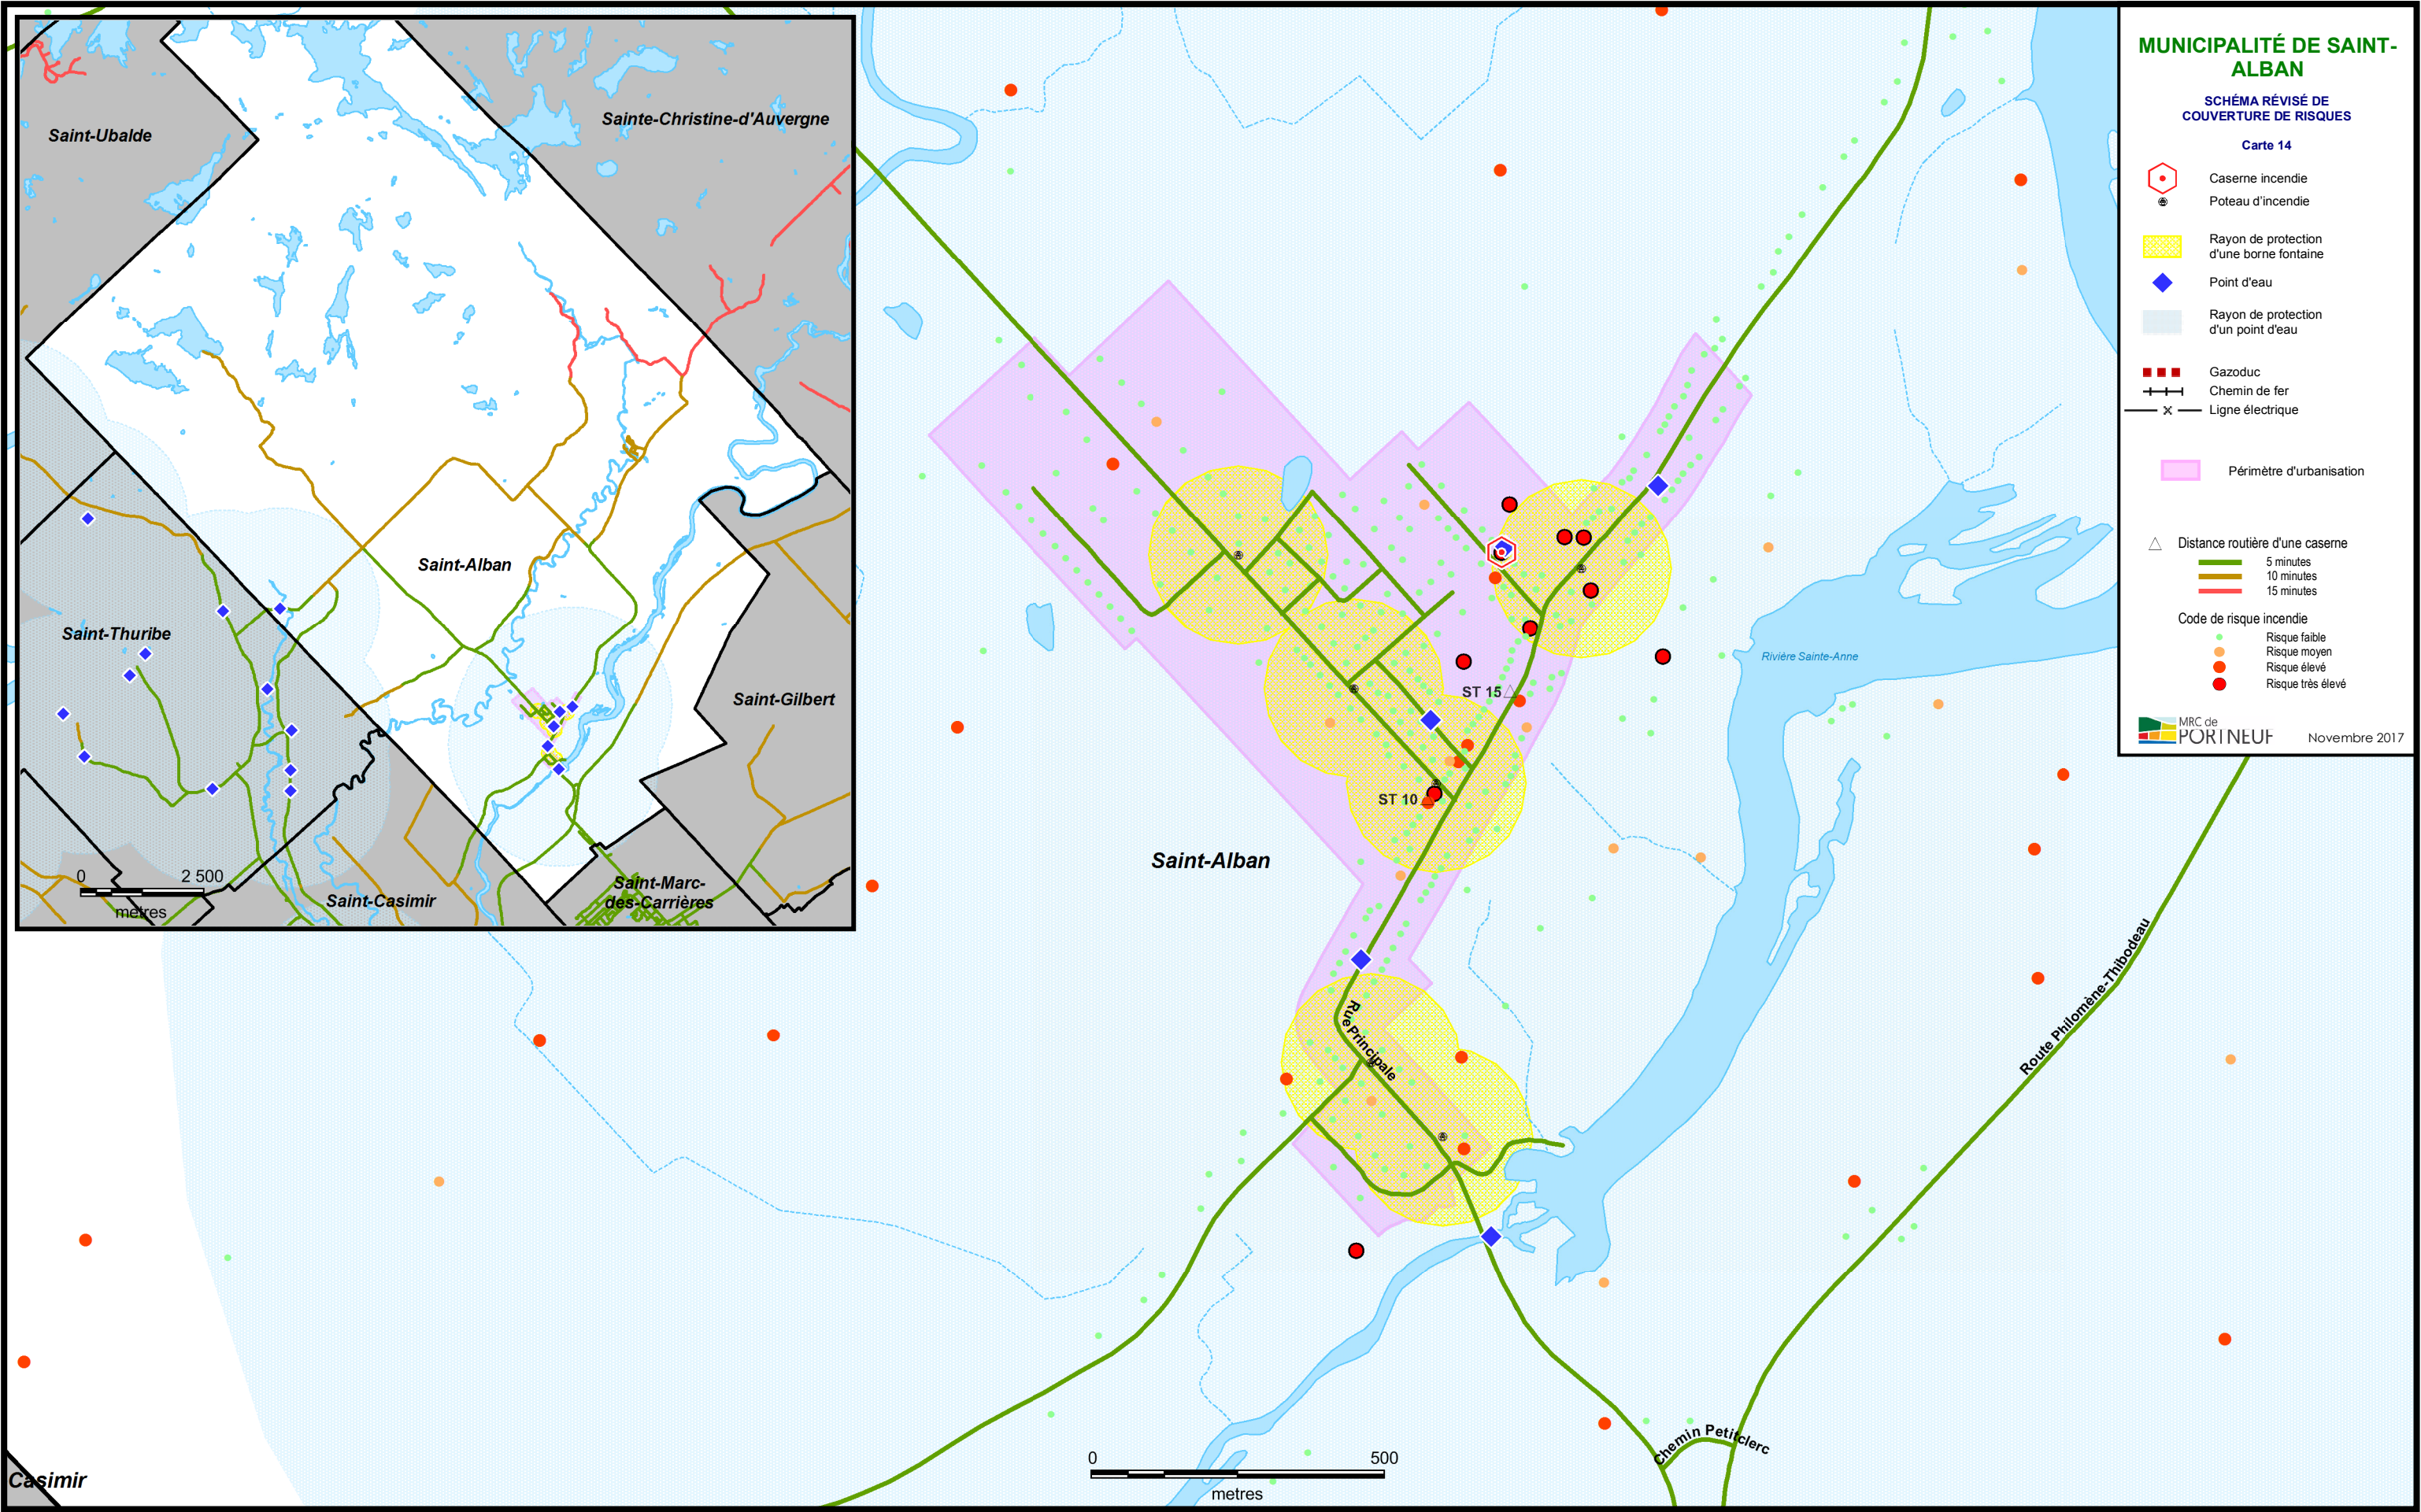 Saint-Ubalde
Sainte-Christine-d'Auvergne
Saint-Alban
Saint-Thuribe
Saint-Gilbert
Saint-Casimir
Saint-Marc-
des-Carrières
0 2 500
metres
MUNICIPALITÉ DE SAINT-
ALBAN
SCHÉMA RÉVISÉ DE
COUVERTURE DE RISQUES
Carte 14
Caserne incendie
Poteau d'incendie
Rayon de protection
d'une borne fontaine
Point d'eau
Rayon de protection
d'un point d'eau
Gazoduc
Chemin de fer
Ligne électrique
Périmètre d'urbanisation
Distance routière d'une caserne
5 minutes
10 minutes
15 minutes
Code de risque incendie
Risque faible
Risque moyen
Risque élevé
Risque très élevé
MRC de
PORTNEUF
Novembre 2017
Rivière Sainte-Anne
ST 15
ST 10
Saint-Alban
Rue Principale
Route Philomène-Thibodeau
Chemin Petitclerc
Casimir
0 500
metres